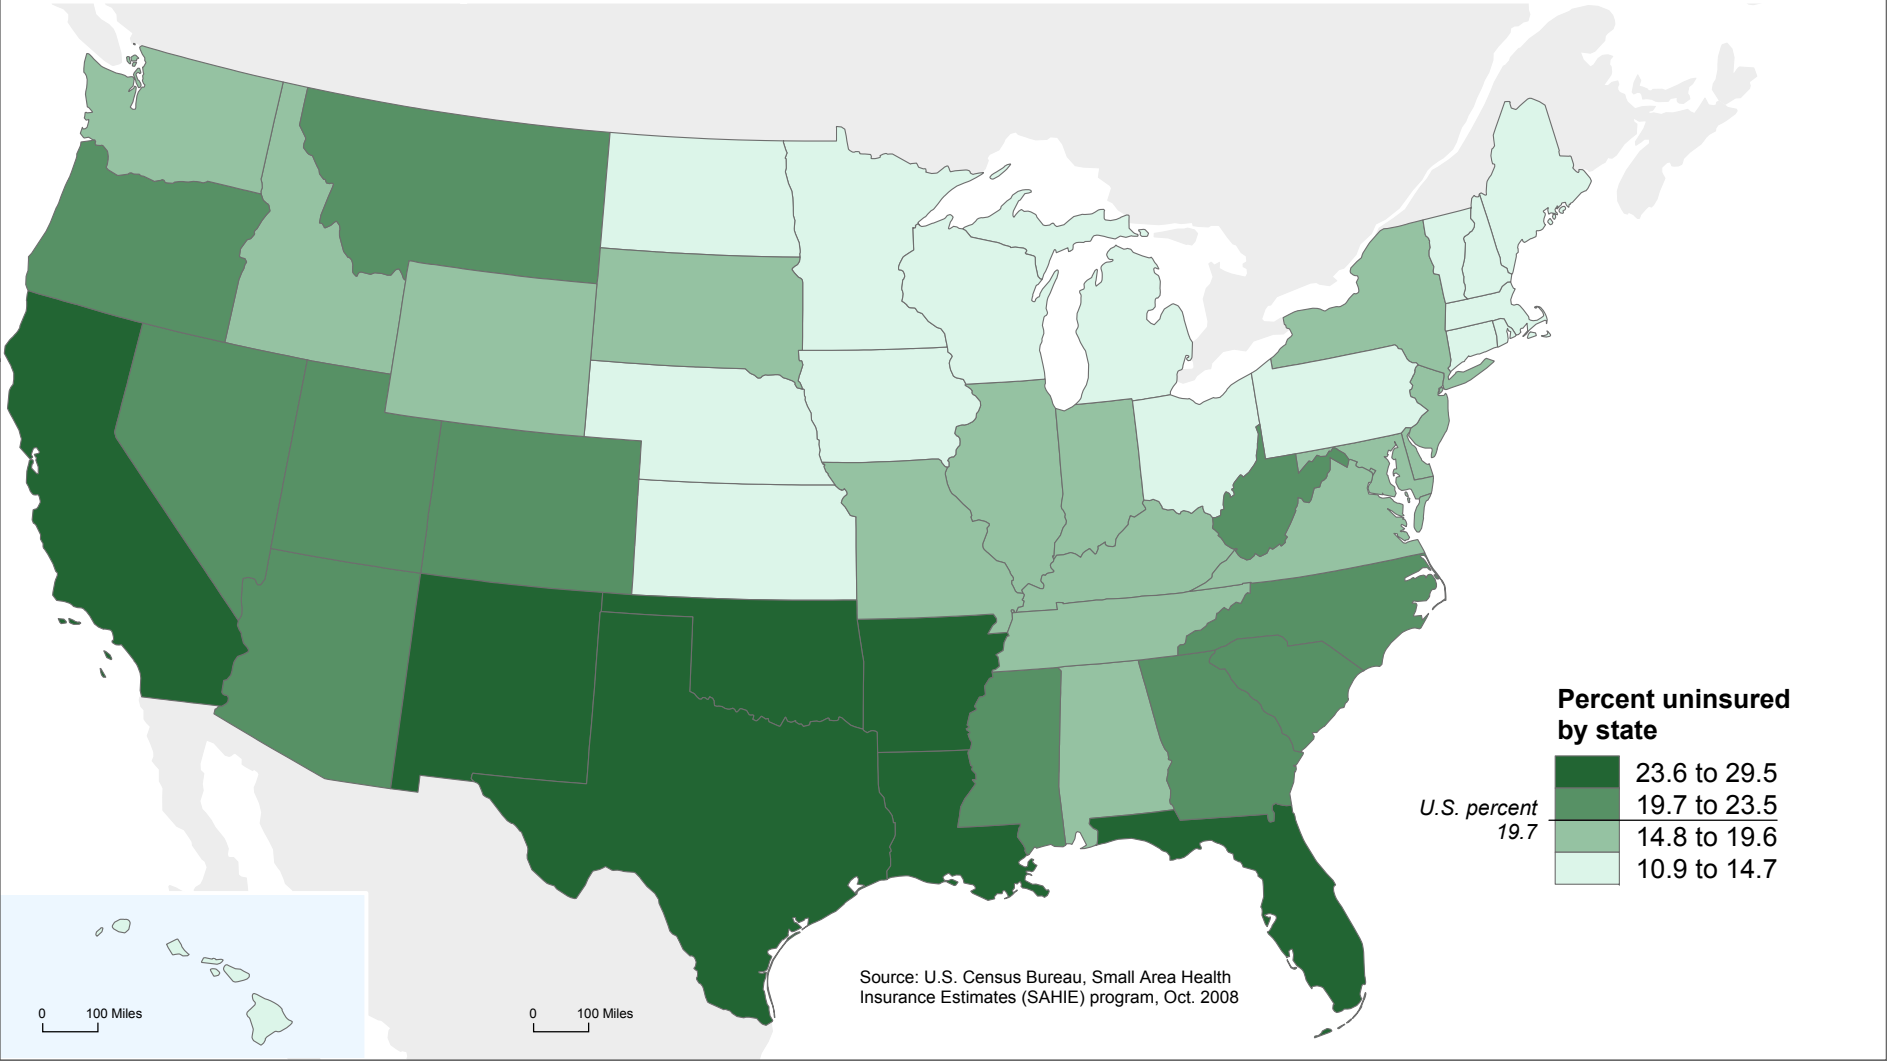 Percent uninsured
by state
23.6 to 29.5
19.7 to 23.5
U.S. percent
19.7
14.8 to 19.6
10.9 to 14.7
Source: U.S. Census Bureau, Small Area Health
Insurance Estimates (SAHIE) program, Oct. 2008
0 100 Miles
0 100 Miles